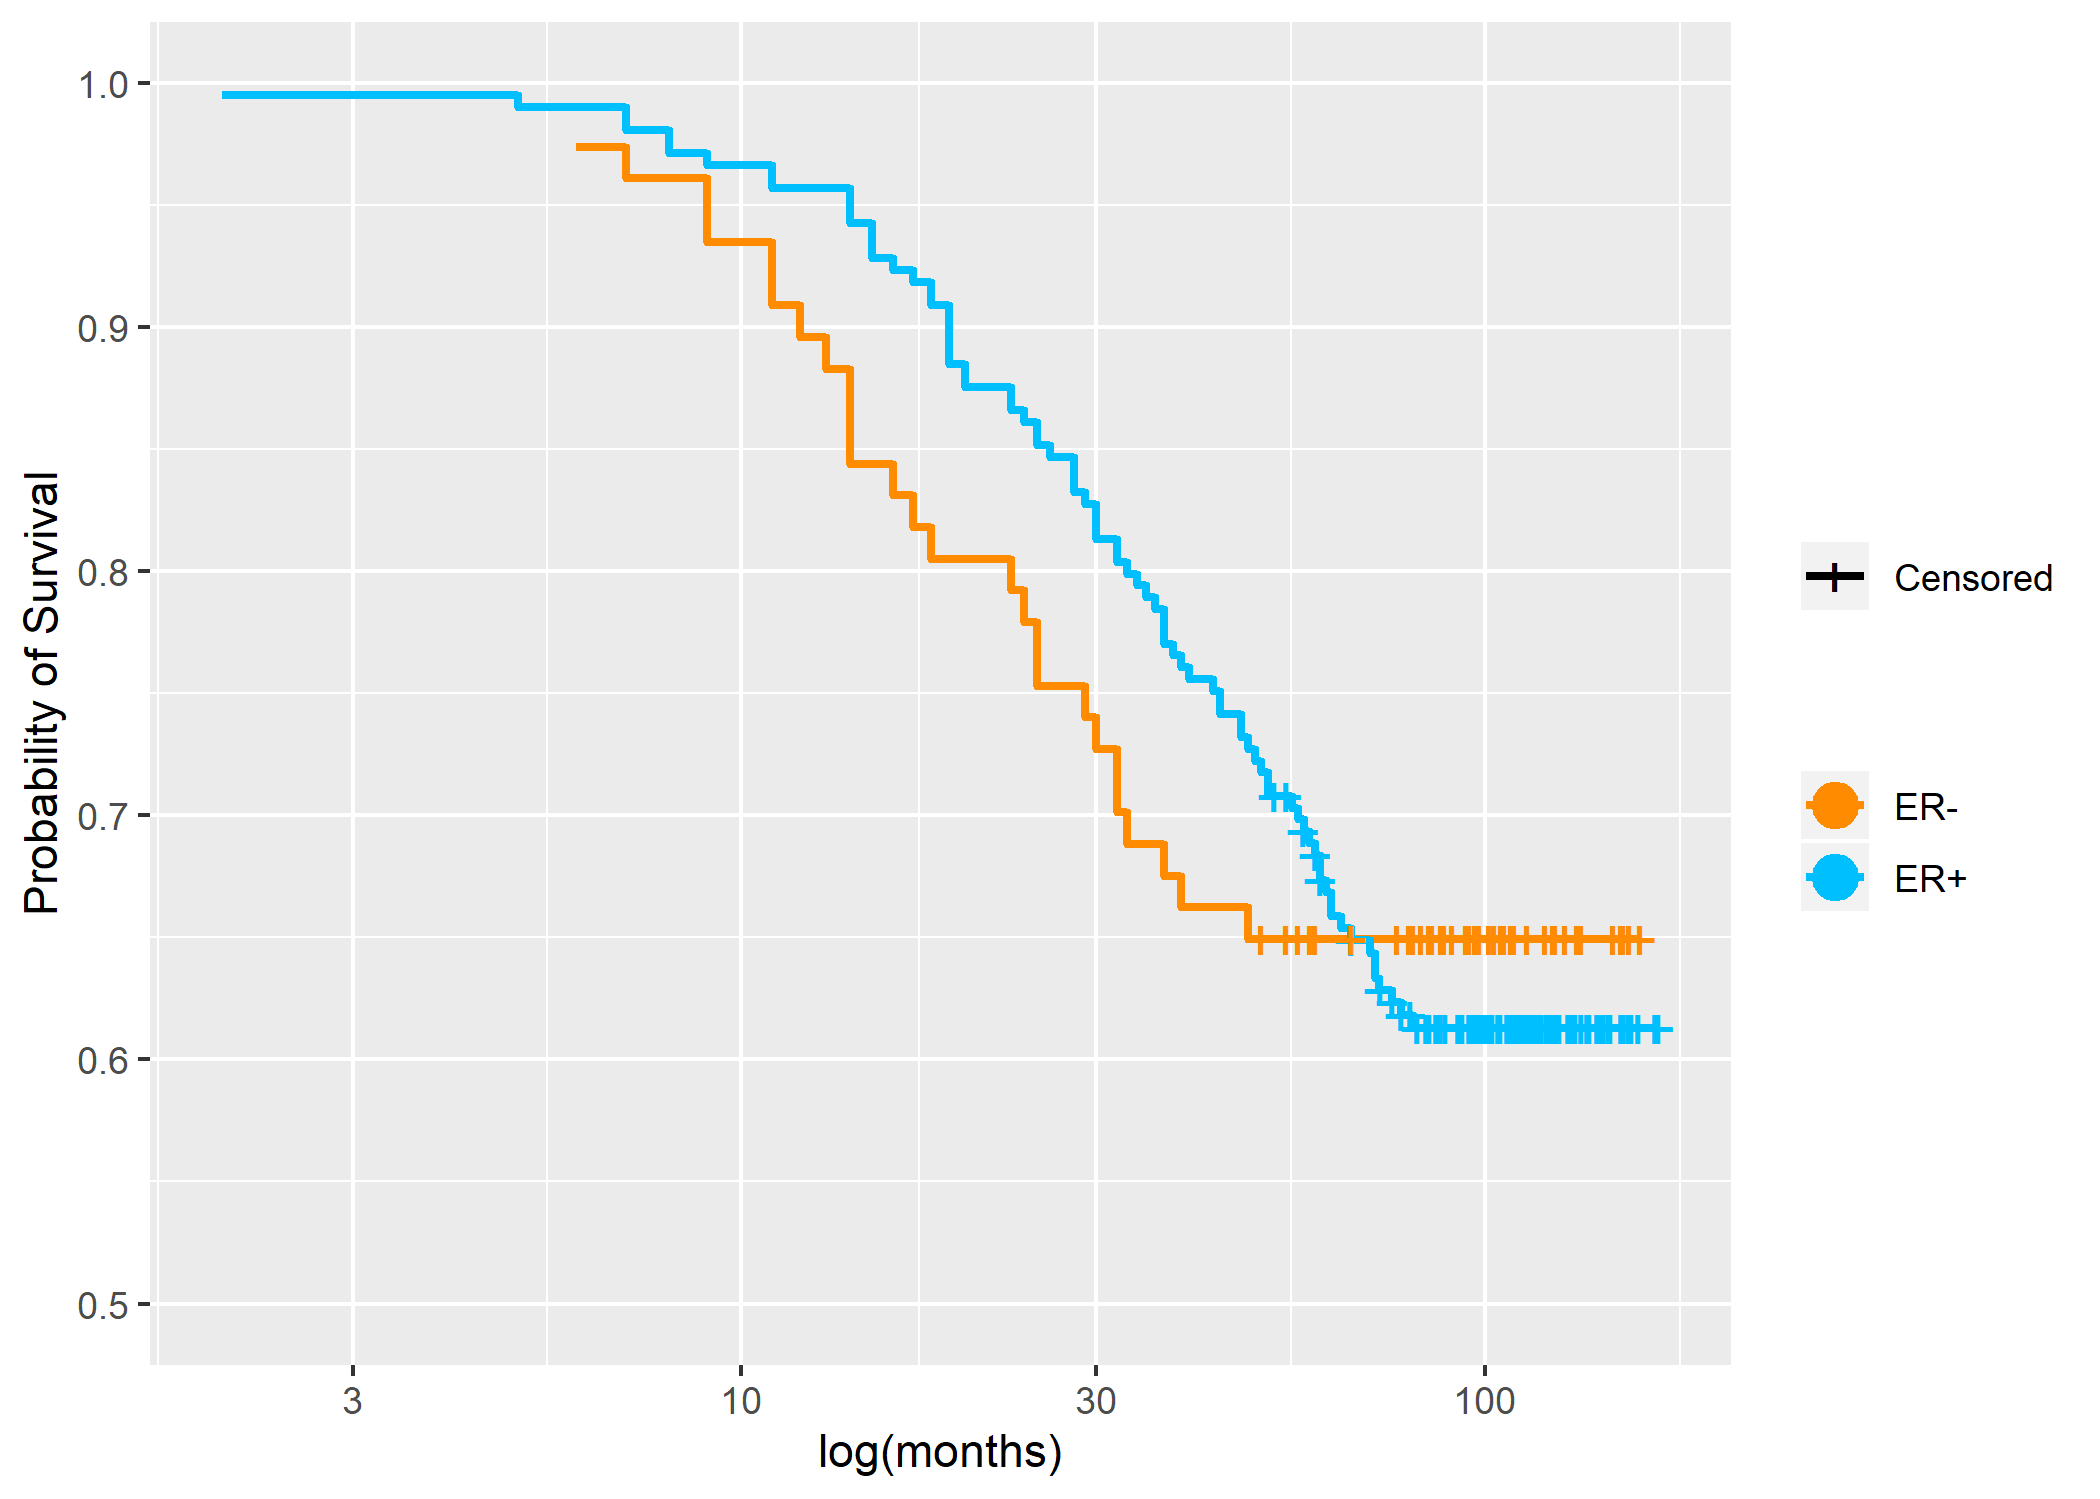 Probability of Survival
1.0
0.9
0.8
0.7
0.6
0.5
3
10
30
100
log(months)
Censored
ER-
ER+